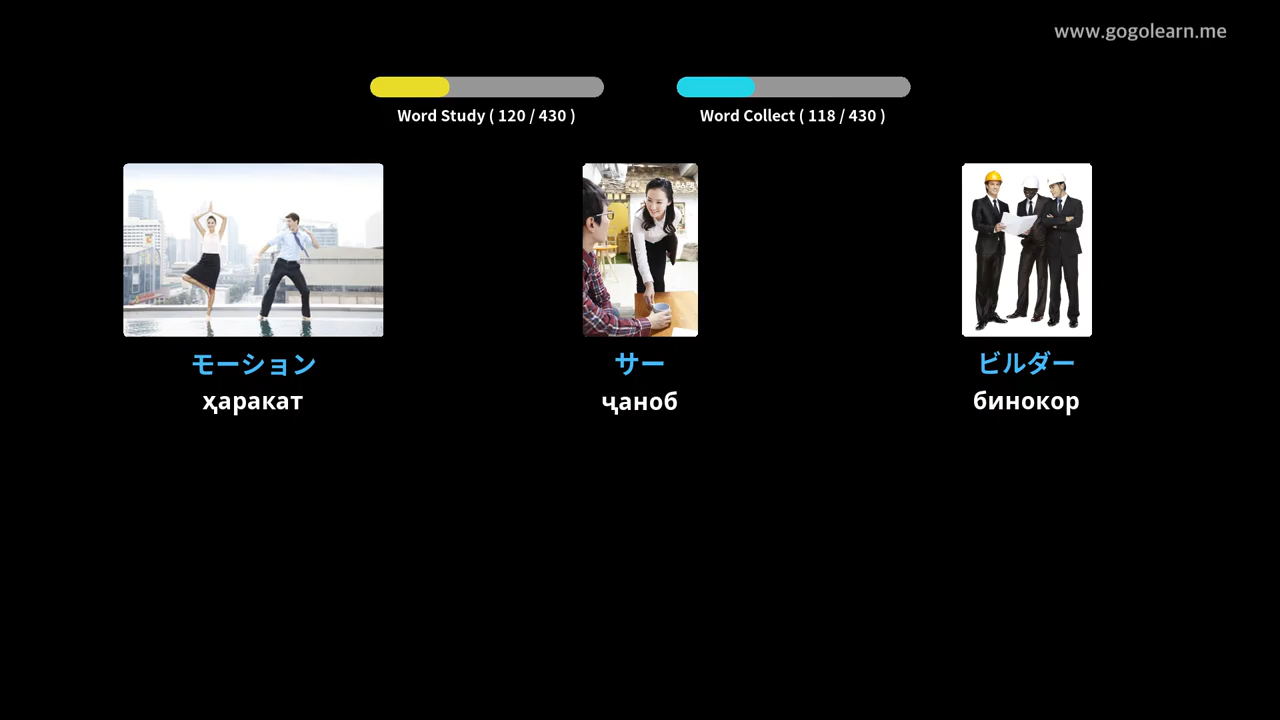 www.gogolearn.me
Word Study ( 120 / 430 )
Word Collect ( 118 / 430 )
モーション
サー
ビルダー
ҳаракат
ҷаноб
бинокор